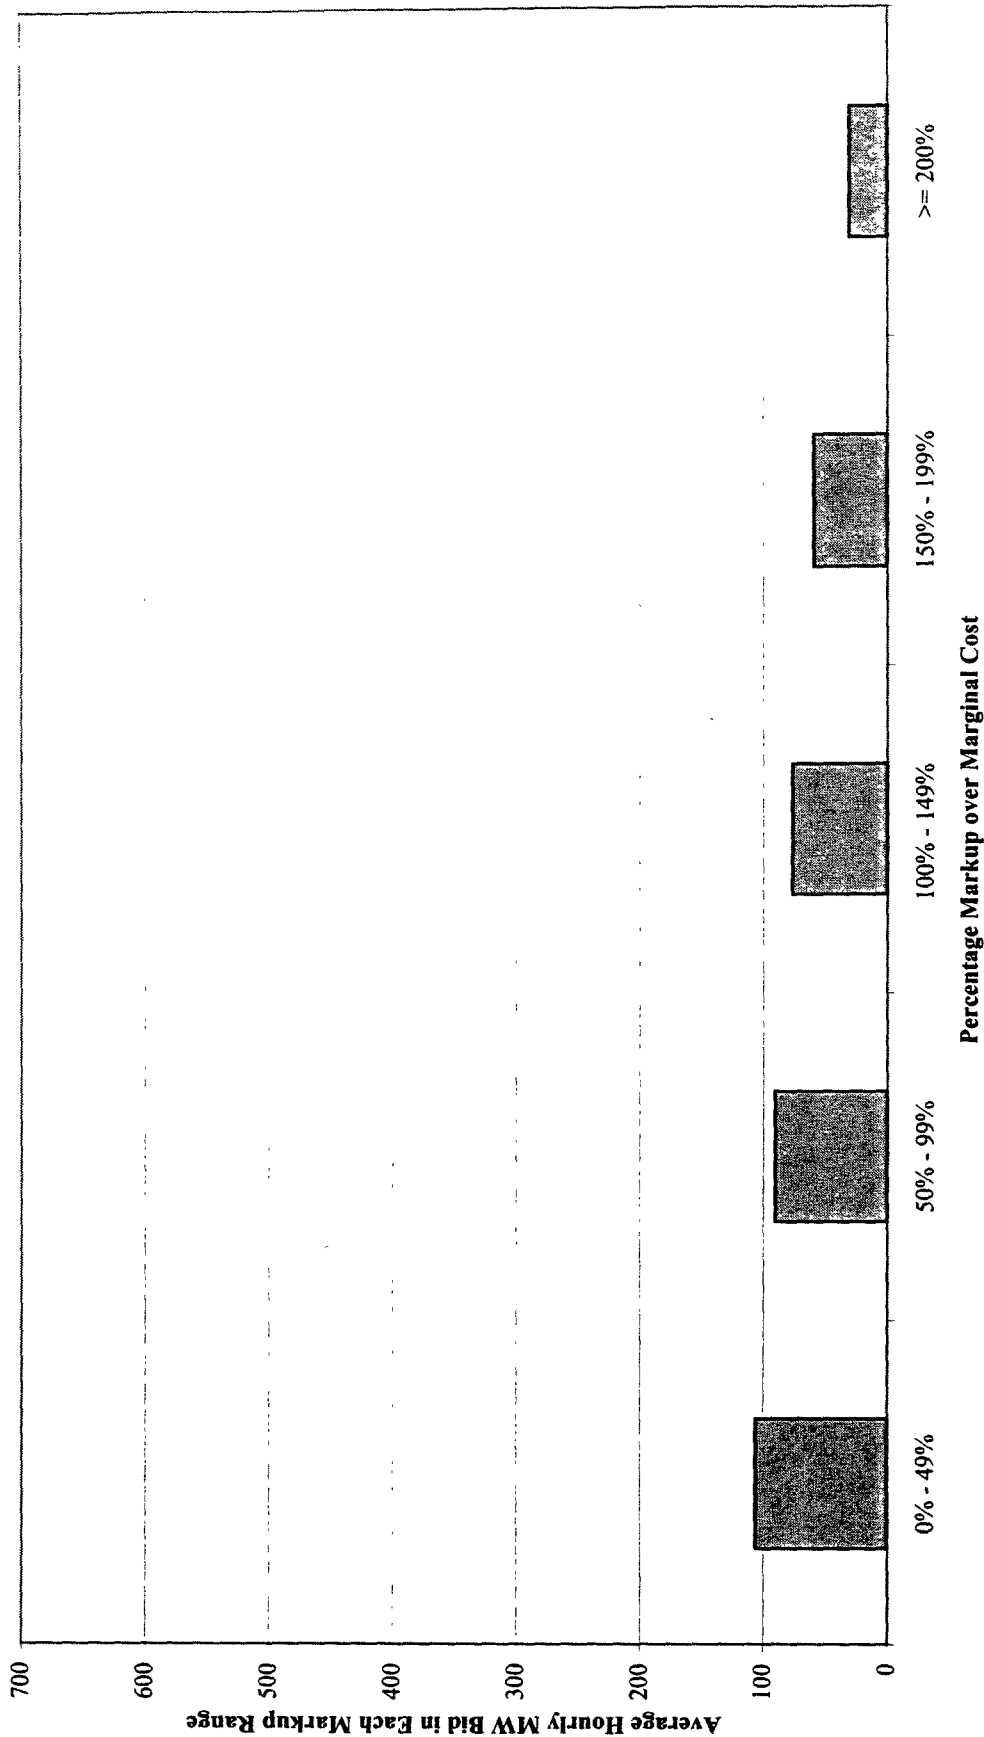 Average Hourly MW Bid in Each Markup Range
700
600
500
400
300
200
100
0
0% - 49%
50% - 99%
100% - 149%
150% - 199%
>= 200%
Percentage Markup over Marginal Cost